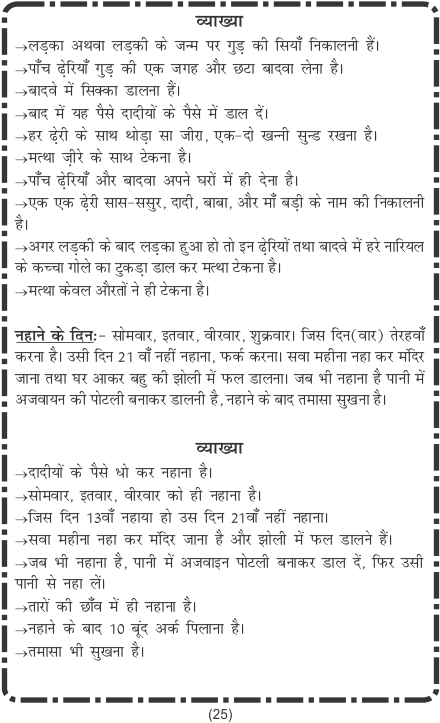 व्याख्या
→लड़का अथवा लड़की के जन्म पर गुड़ की सियाँ निकालनी हैं।
→पाँच ढ़ेरियाँ गुड़ की एक जगह और छटा बादवा लेना है।
→बादवे में सिक्का डालना हैं।
→बाद में यह पैसे दादीयों के पैसे में डाल दें।
→हर ढ़ेरी के साथ थोड़ा सा जीरा, एक-दो खन्नी सुन्ड रखना है।
→मत्था जी़रे के साथ टेकना है।
→पाँच ढ़ेरियाँ और बादवा अपने घरों में ही देना है।
→एक एक ढ़ेरी सास-ससुर, दादी, बाबा, और माँ बड़ी के नाम की निकालनी
है।
→अगर लड़की के बाद लड़का हुआ हो तो इन ढ़ेरियों तथा बादवे में हरे नारियल
के कच्चा गोले का टुकड़ा डाल कर मत्था टेकना है।
→मत्था केवल औरतों ने ही टेकना है।
नहाने के दिनः- सोमवार, इतवार, वीरवार, शुक्रवार। जिस दिन(वार) तेरहवाँ
करना है। उसी दिन 21 वाँ नहीं नहाना, फर्क करना। सवा महीना नहा कर मंदिर
जाना तथा घर आकर बहु की झोली में फल डालना। जब भी नहाना है पानी में
अजवायन की पोटली बनाकर डालनी है, नहाने के बाद तमासा सुखना है।
व्याख्या
→दादीयों के पैसे धो कर नहाना है।
→सोमवार, इतवार, वीरवार को ही नहाना है।
→जिस दिन 13वाँ नहाया हो उस दिन 21वाँ नहीं नहाना।
→सवा महीना नहा कर मंदिर जाना है और झोली में फल डालने हैं।
→जब भी नहाना है, पानी में अजवाइन पोटली बनाकर डाल दें, फिर उसी
पानी से नहा लें।
→तारों की छाँव में ही नहाना है।
→नहाने के बाद 10 बूंद अर्क पिलाना है।
→तमासा भी सुखना है।
(25)